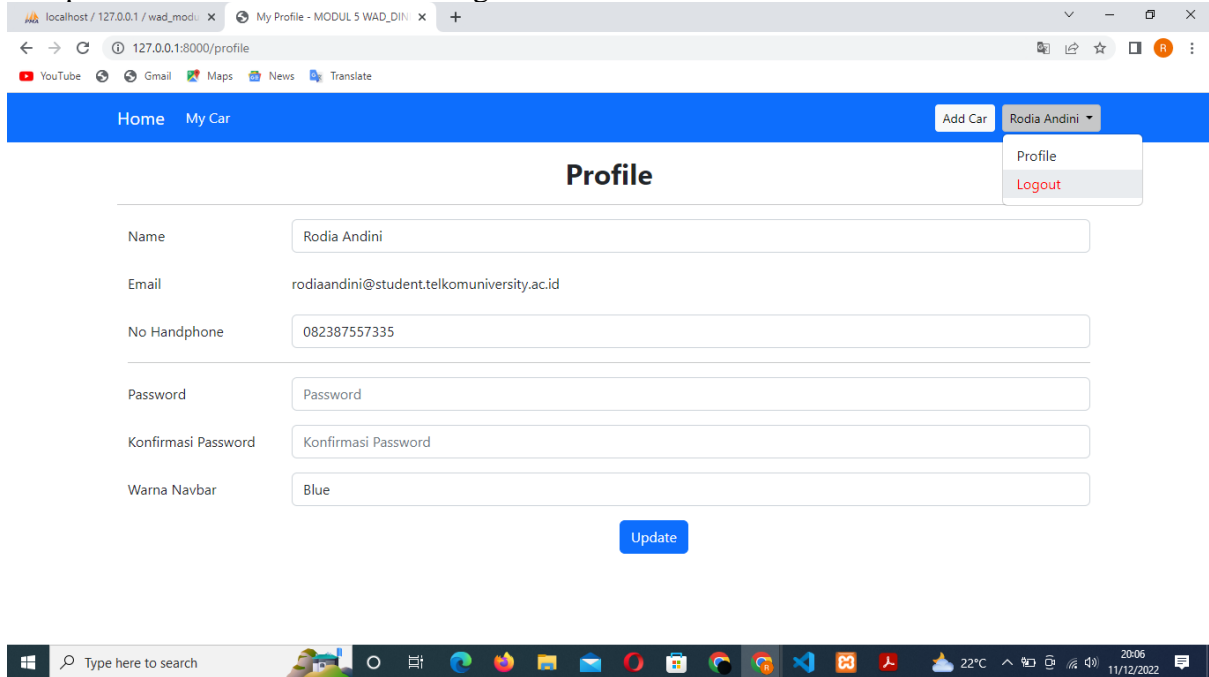 localhost / 127.0.0.1 / wad_modu
My Profile - MODUL 5 WAD_DIN
127.0.0.1:8000/profile
R
YouTube Gmail Maps News Translate
Home My Car Add Car Rodia Andini
Profile
Logout
Profile
Name Rodia Andini
Email rodiaandini@student.telkomuniversity.ac.id
No Handphone 082387557335
Password Password
Konfirmasi Password Konfirmasi Password
Warna Navbar Blue
Update
Type here to search 22°C 20:06
11/12/2022